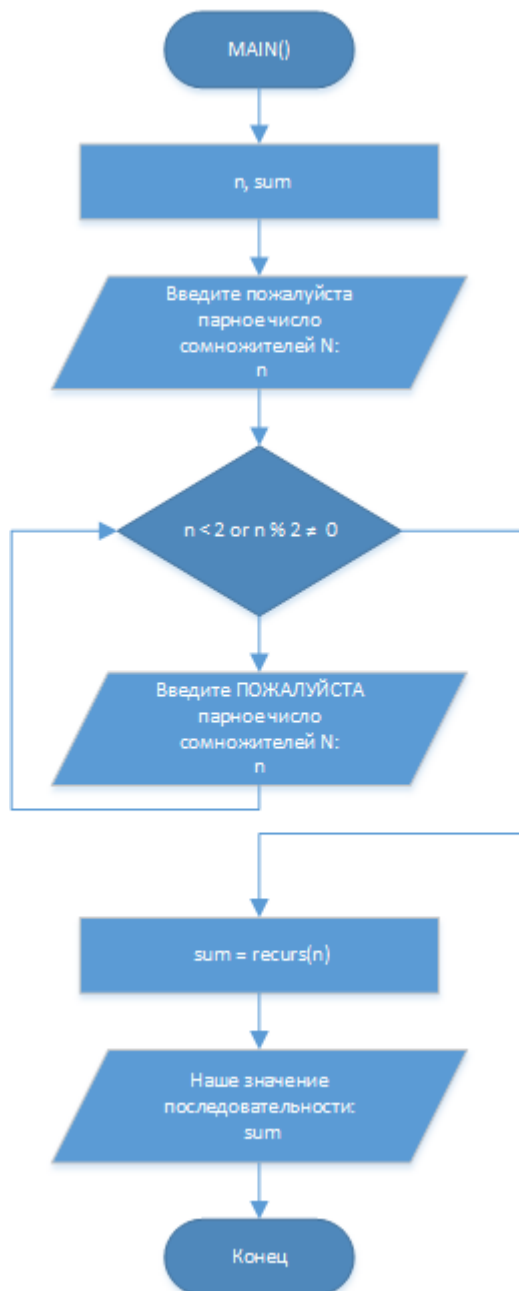 MAIN()
n, sum
Введите пожалуйста
парное число
сомножителей N:
n
n < 2 or n % 2 ≠ 0
Введите ПОЖАЛУЙСТА
парное число
сомножителей N:
n
sum = recurs(n)
Наше значение
последовательности:
sum
Конец